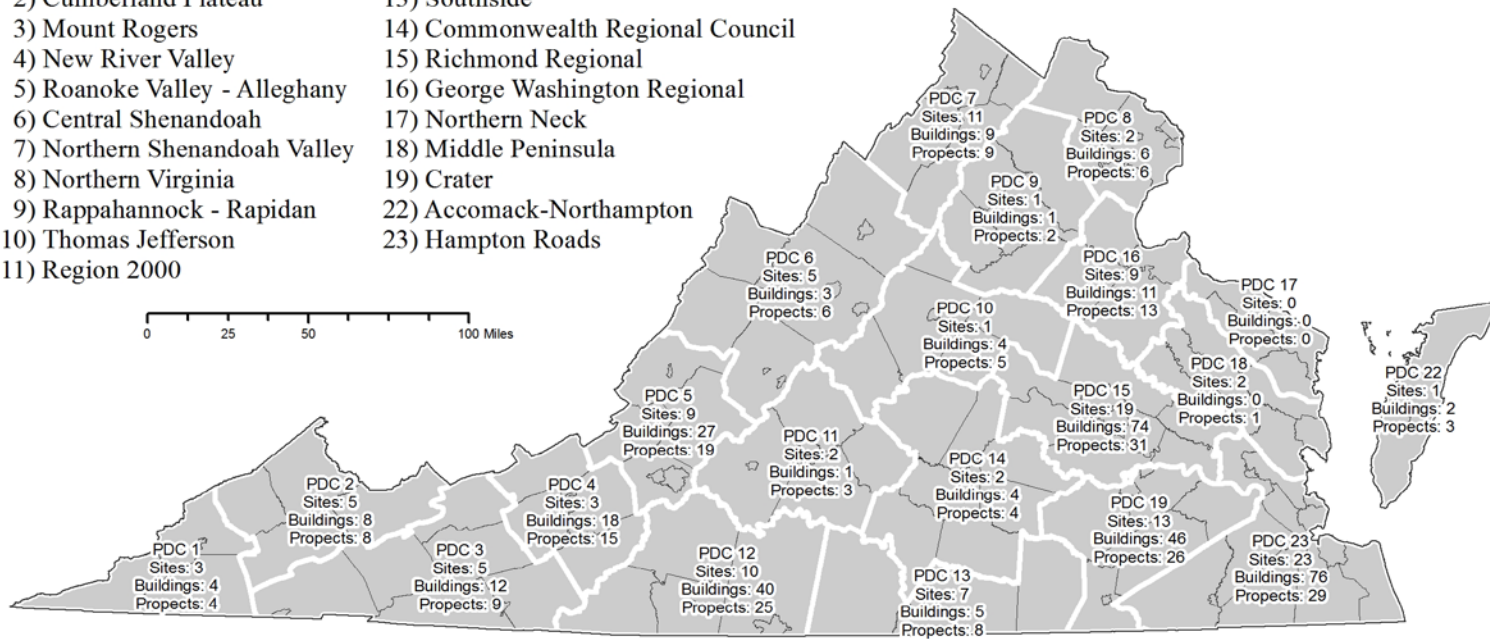 2) Cumberland Plateau
3) Mount Rogers
4) New River Valley
5) Roanoke Valley - Alleghany
6) Central Shenandoah
7) Northern Shenandoah Valley
8) Northern Virginia
9) Rappahannock - Rapidan
10) Thomas Jefferson
11) Region 2000
13) Southside
14) Commonwealth Regional Council
15) Richmond Regional
16) George Washington Regional
17) Northern Neck
18) Middle Peninsula
19) Crater
22) Accomack-Northampton
23) Hampton Roads
0 25 50 100 Miles
PDC 7
Sites: 11
Buildings: 9
Propects: 9
PDC 8
Sites: 2
Buildings: 6
Propects: 6
PDC 9
Sites: 1
Buildings: 1
Propects: 2
PDC 6
Sites: 5
Buildings: 3
Propects: 6
PDC 16
Sites: 9
Buildings: 11
Propects: 13
PDC 17
Sites: 0
Buildings: 0
Propects: 0
PDC 10
Sites: 1
Buildings: 4
Propects: 5
PDC 18
Sites: 2
Buildings: 0
Propects: 1
PDC 22
Sites: 1
Buildings: 2
Propects: 3
PDC 5
Sites: 9
Buildings: 27
Propects: 19
PDC 15
Sites: 19
Buildings: 74
Propects: 31
PDC 11
Sites: 2
Buildings: 1
Propects: 3
PDC 14
Sites: 2
Buildings: 4
Propects: 4
PDC 2
Sites: 5
Buildings: 8
Propects: 8
PDC 4
Sites: 3
Buildings: 18
Propects: 15
PDC 19
Sites: 13
Buildings: 46
Propects: 26
PDC 1
Sites: 3
Buildings: 4
Propects: 4
PDC 3
Sites: 5
Buildings: 12
Propects: 9
PDC 12
Sites: 10
Buildings: 40
Propects: 25
PDC 13
Sites: 7
Buildings: 5
Propects: 8
PDC 23
Sites: 23
Buildings: 76
Propects: 29